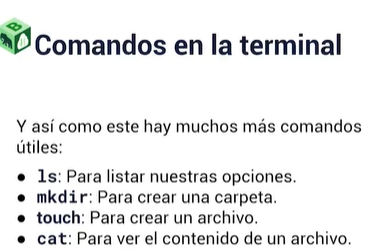 Comandos en la terminal
Y así como este hay muchos más comandos
útiles:
● ls: Para listar nuestras opciones.
● mkdir: Para crear una carpeta.
● touch: Para crear un archivo.
● cat: Para ver el contenido de un archivo.